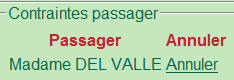 Contraintes passager
Passager Annuler
Madame DEL VALLE Annuler